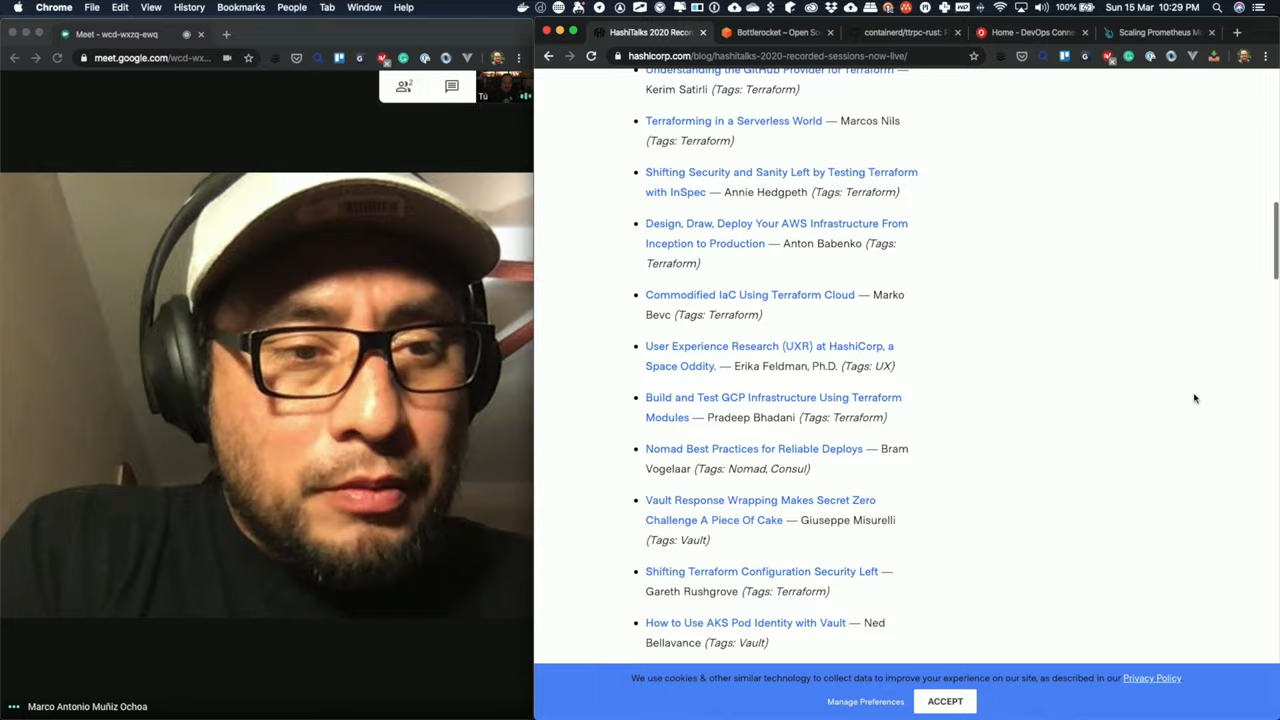 Chrome File Edit View History Bookmarks People Tab Window Help
100% Sun 15 Mar 10:29 PM
Meet - wcd-wxzq-ewq
meet.google.com/wcd-wx...
HashiTalks 2020 Recor
Bottlerocket – Open So
containerd/ttrpc-rust: F
Home - DevOps Conne
Scaling Prometheus M
hashicorp.com/blog/hashitalks-2020-recorded-sessions-now-live/
Tú
Understanding the GitHub Provider for Terraform —
Kerim Satirli (Tags: Terraform)
Terraforming in a Serverless World — Marcos Nils
(Tags: Terraform)
Shifting Security and Sanity Left by Testing Terraform
with InSpec — Annie Hedgpeth (Tags: Terraform)
Design, Draw, Deploy Your AWS Infrastructure From
Inception to Production — Anton Babenko (Tags:
Terraform)
Commodified IaC Using Terraform Cloud — Marko
Bevc (Tags: Terraform)
User Experience Research (UXR) at HashiCorp, a
Space Oddity. — Erika Feldman, Ph.D. (Tags: UX)
Build and Test GCP Infrastructure Using Terraform
Modules — Pradeep Bhadani (Tags: Terraform)
Nomad Best Practices for Reliable Deploys — Bram
Vogelaar (Tags: Nomad, Consul)
Vault Response Wrapping Makes Secret Zero
Challenge A Piece Of Cake — Giuseppe Misurelli
(Tags: Vault)
Shifting Terraform Configuration Security Left —
Gareth Rushgrove (Tags: Terraform)
How to Use AKS Pod Identity with Vault — Ned
Bellavance (Tags: Vault)
We use cookies & other similar technology to collect data to improve your experience on our site, as described in our Privacy Policy.
Manage Preferences ACCEPT
Marco Antonio Muñiz Ochoa